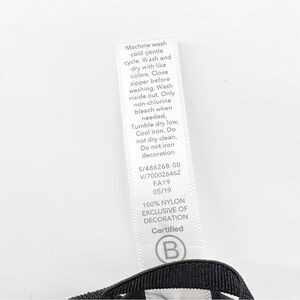 Machine wash
cold gentle
cycle. Wash and
dry with like
colors. Close
zipper before
washing, Wash
inside out. Only
non-chlorine
bleach when
needed.
Tumble dry low,
Cool iron, Do
not dry clean,
Do not iron
decoration
S/486268-00
V/700026462
FA19
05/19
100% NYLON
EXCLUSIVE OF
DECORATION
Certified
B